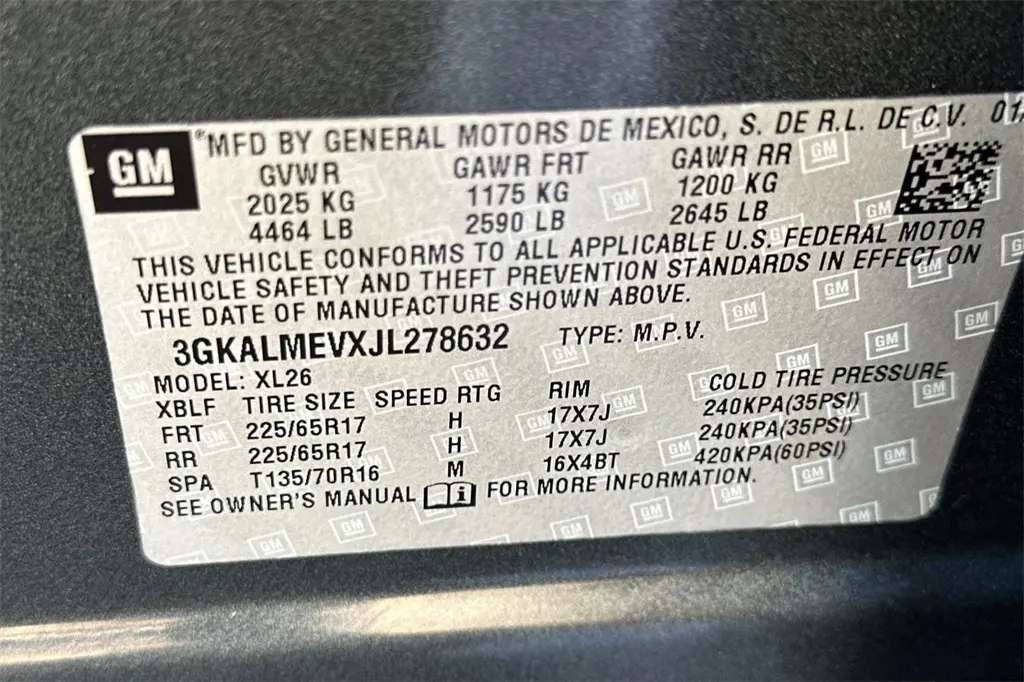 GM
®MFD BY GENERAL MOTORS DE MEXICO, S. DE R.L. DE C.V. 01/
GVWR GAWR FRT GAWR RR
2025 KG 1175 KG 1200 KG
4464 LB 2590 LB 2645 LB
THIS VEHICLE CONFORMS TO ALL APPLICABLE U.S. FEDERAL MOTOR
VEHICLE SAFETY AND THEFT PREVENTION STANDARDS IN EFFECT ON
THE DATE OF MANUFACTURE SHOWN ABOVE.
3GKALMEVXJL278632 TYPE: M.P.V.
MODEL: XL26
XBLF TIRE SIZE SPEED RTG RIM COLD TIRE PRESSURE
FRT 225/65R17 H 17X7J 240KPA(35PSI)
RR 225/65R17 H 17X7J 240KPA(35PSI)
SPA T135/70R16 M 16X4BT 420KPA(60PSI)
SEE OWNER'S MANUAL i FOR MORE INFORMATION.